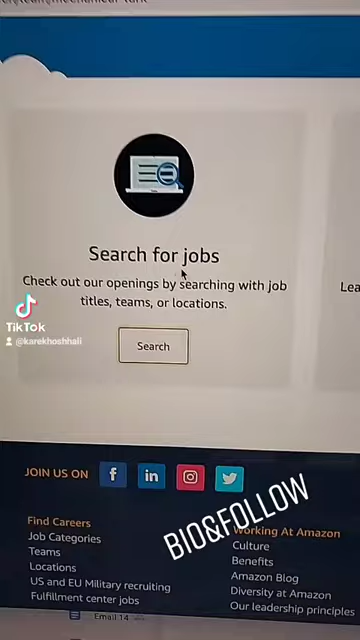 Search for jobs
Check out our openings by searching with job
titles, teams, or locations.
Search
Lea
TikTok
@karekhoshhali
JOIN US ON
BIO&FOLLOW
Find Careers
Job Categories
Teams
Locations
US and EU Military recruiting
Fulfillment center jobs
Working At Amazon
Culture
Benefits
Amazon Blog
Diversity at Amazon
Our leadership principles
Email 14